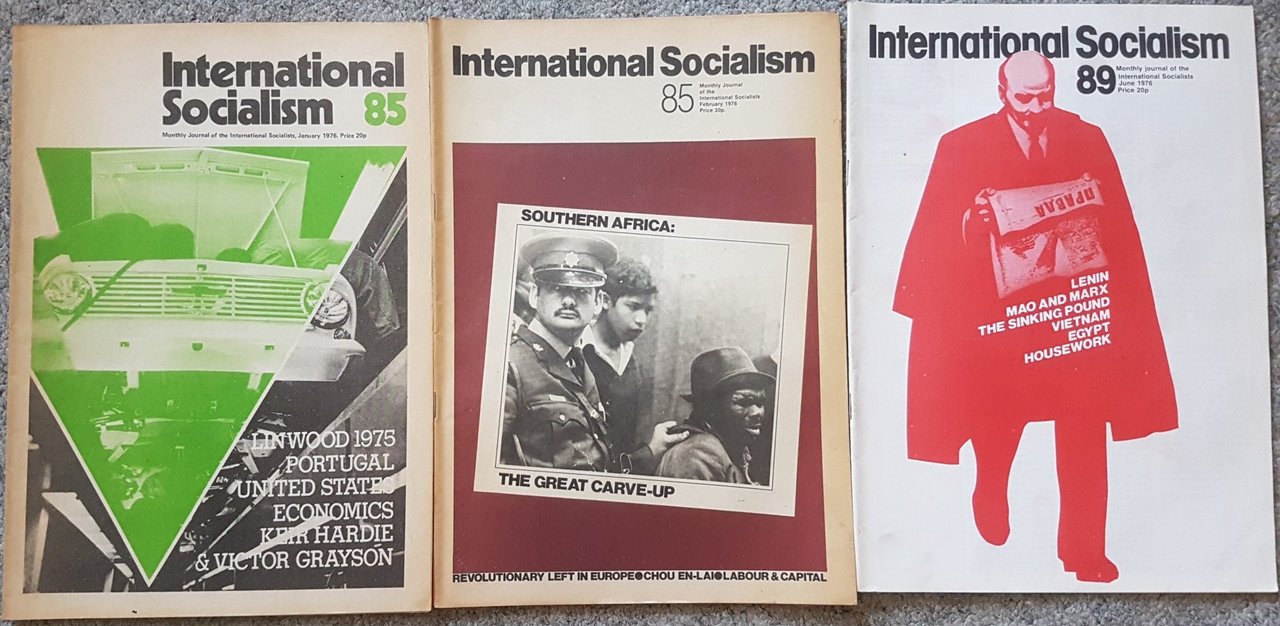 International
Socialism 85
Monthly Journal of the International Socialists, January 1976. Price 20p
LINWOOD 1975
PORTUGAL
UNITED STATES
ECONOMICS
KEIR HARDIE
& VICTOR GRAYSON
International Socialism
85
Monthly Journal
of the
International Socialists
February 1976
Price 20p.
SOUTHERN AFRICA:
THE GREAT CARVE-UP
REVOLUTIONARY LEFT IN EUROPE●CHOU EN-LAI●LABOUR & CAPITAL
International Socialism
89
Monthly journal of the
International Socialists
June 1976
Price 20p
ПРАВДА
LENIN
MAO AND MARX
THE SINKING POUND
VIETNAM
EGYPT
HOUSEWORK